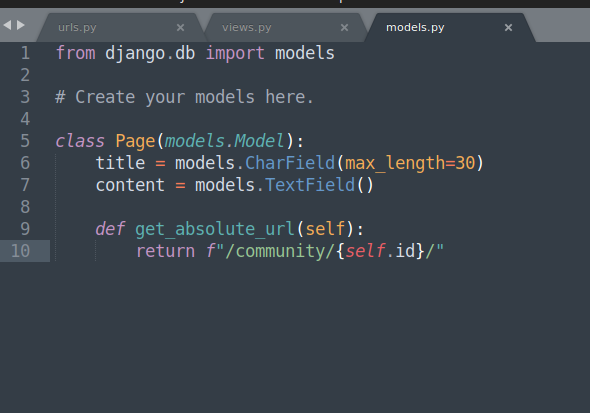 urls.py × views.py × models.py ×
1 from django.db import models
2
3 # Create your models here.
4
5 class Page(models.Model):
6     title = models.CharField(max_length=30)
7     content = models.TextField()
8
9     def get_absolute_url(self):
10         return f"/community/{self.id}/"